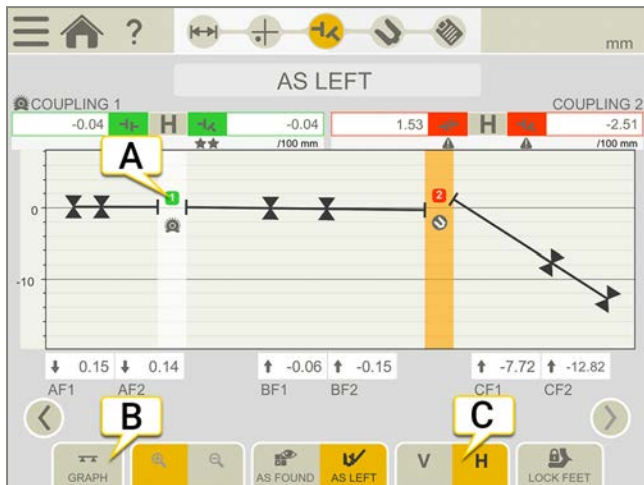 ?
mm
AS LEFT
COUPLING 1 COUPLING 2
-0.04 H -0.04 1.53 H -2.51
/100 mm /100 mm
A
1 2
0
-10
0.15 0.14 -0.06 -0.15 -7.72 -12.82
AF1 AF2 BF1 BF2 CF1 CF2
B C
V H
GRAPH AS FOUND AS LEFT LOCK FEET